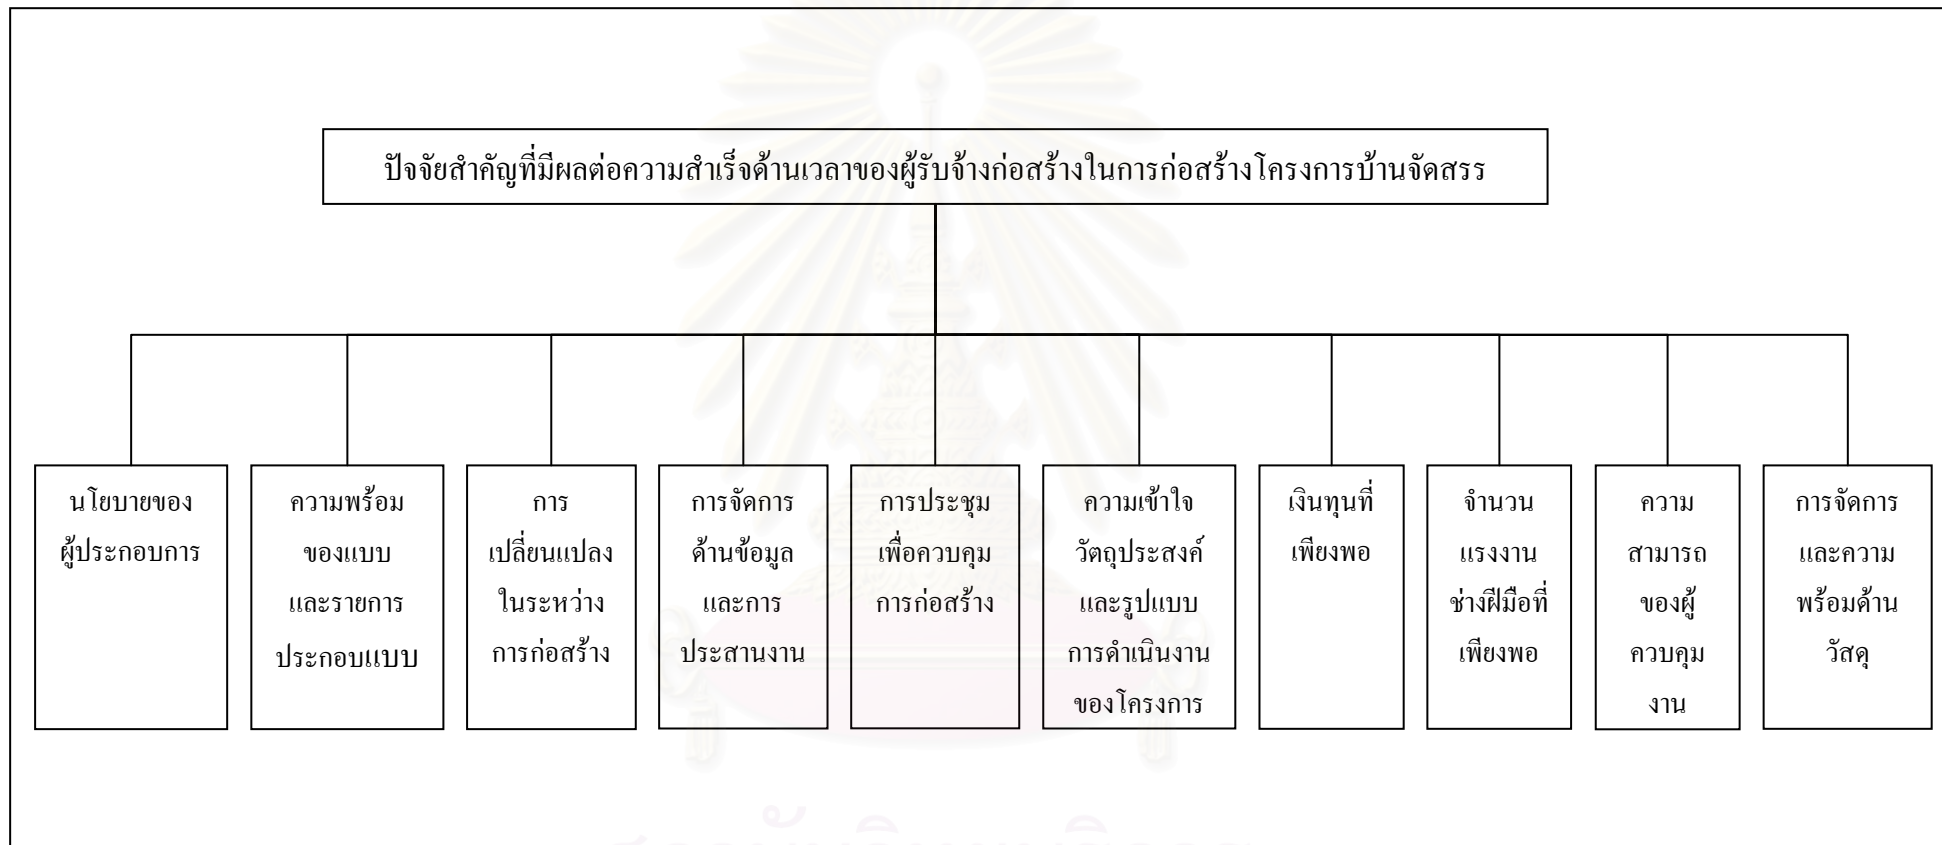 ปัจจัยสำคัญที่มีผลต่อความสำเร็จด้านเวลาของผู้รับจ้างก่อสร้างในการก่อสร้างโครงการบ้านจัดสรร
นโยบายของ
ผู้ประกอบการ
ความพร้อม
ของแบบ
และรายการ
ประกอบแบบ
การ
เปลี่ยนแปลง
ในระหว่าง
การก่อสร้าง
การจัดการ
ด้านข้อมูล
และการ
ประสานงาน
การประชุม
เพื่อควบคุม
การก่อสร้าง
ความเข้าใจ
วัตถุประสงค์
และรูปแบบ
การดำเนินงาน
ของโครงการ
เงินทุนที่
เพียงพอ
จำนวน
แรงงาน
ช่างฝีมือที่
เพียงพอ
ความ
สามารถ
ของผู้
ควบคุม
งาน
การจัดการ
และความ
พร้อมด้าน
วัสดุ